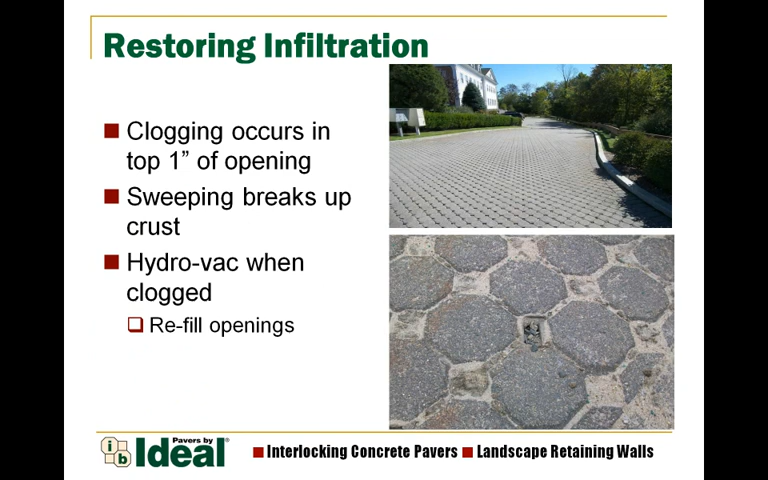 Restoring Infiltration
Clogging occurs in
top 1” of opening
Sweeping breaks up
crust
Hydro-vac when
clogged
Re-fill openings
ib
Pavers by
Ideal®
Interlocking Concrete Pavers
Landscape Retaining Walls